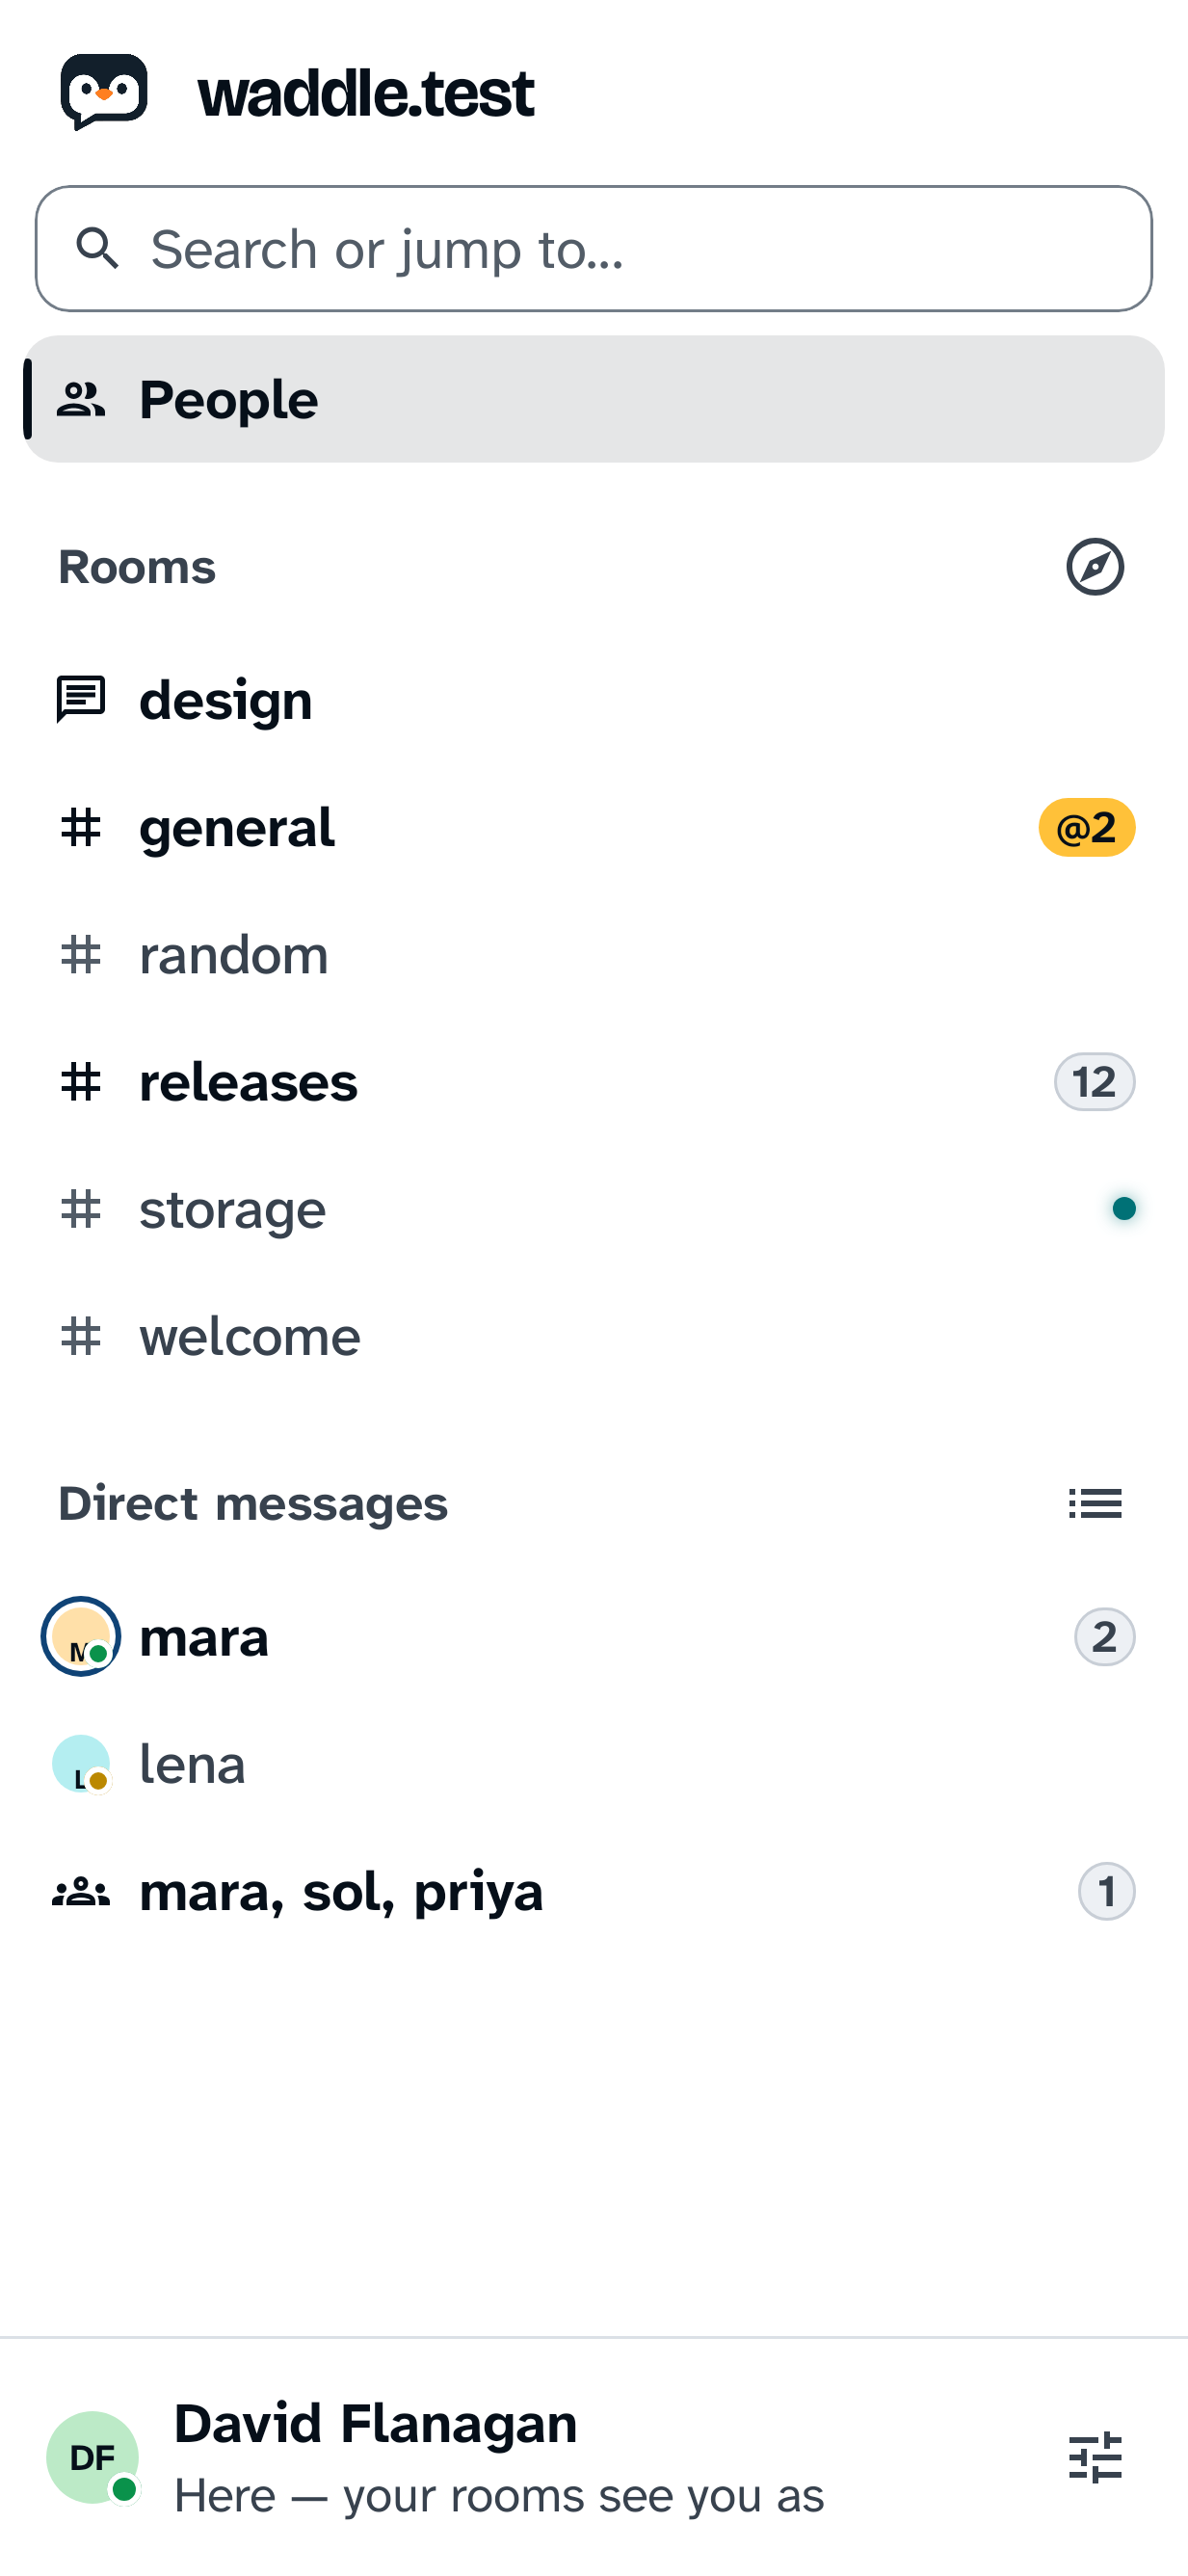 waddle.test
Search or jump to...
People
Rooms
design
general
@2
random
releases
12
storage
welcome
Direct messages
mara
2
L
lena
mara, sol, priya
1
DF
David Flanagan
Here — your rooms see you as